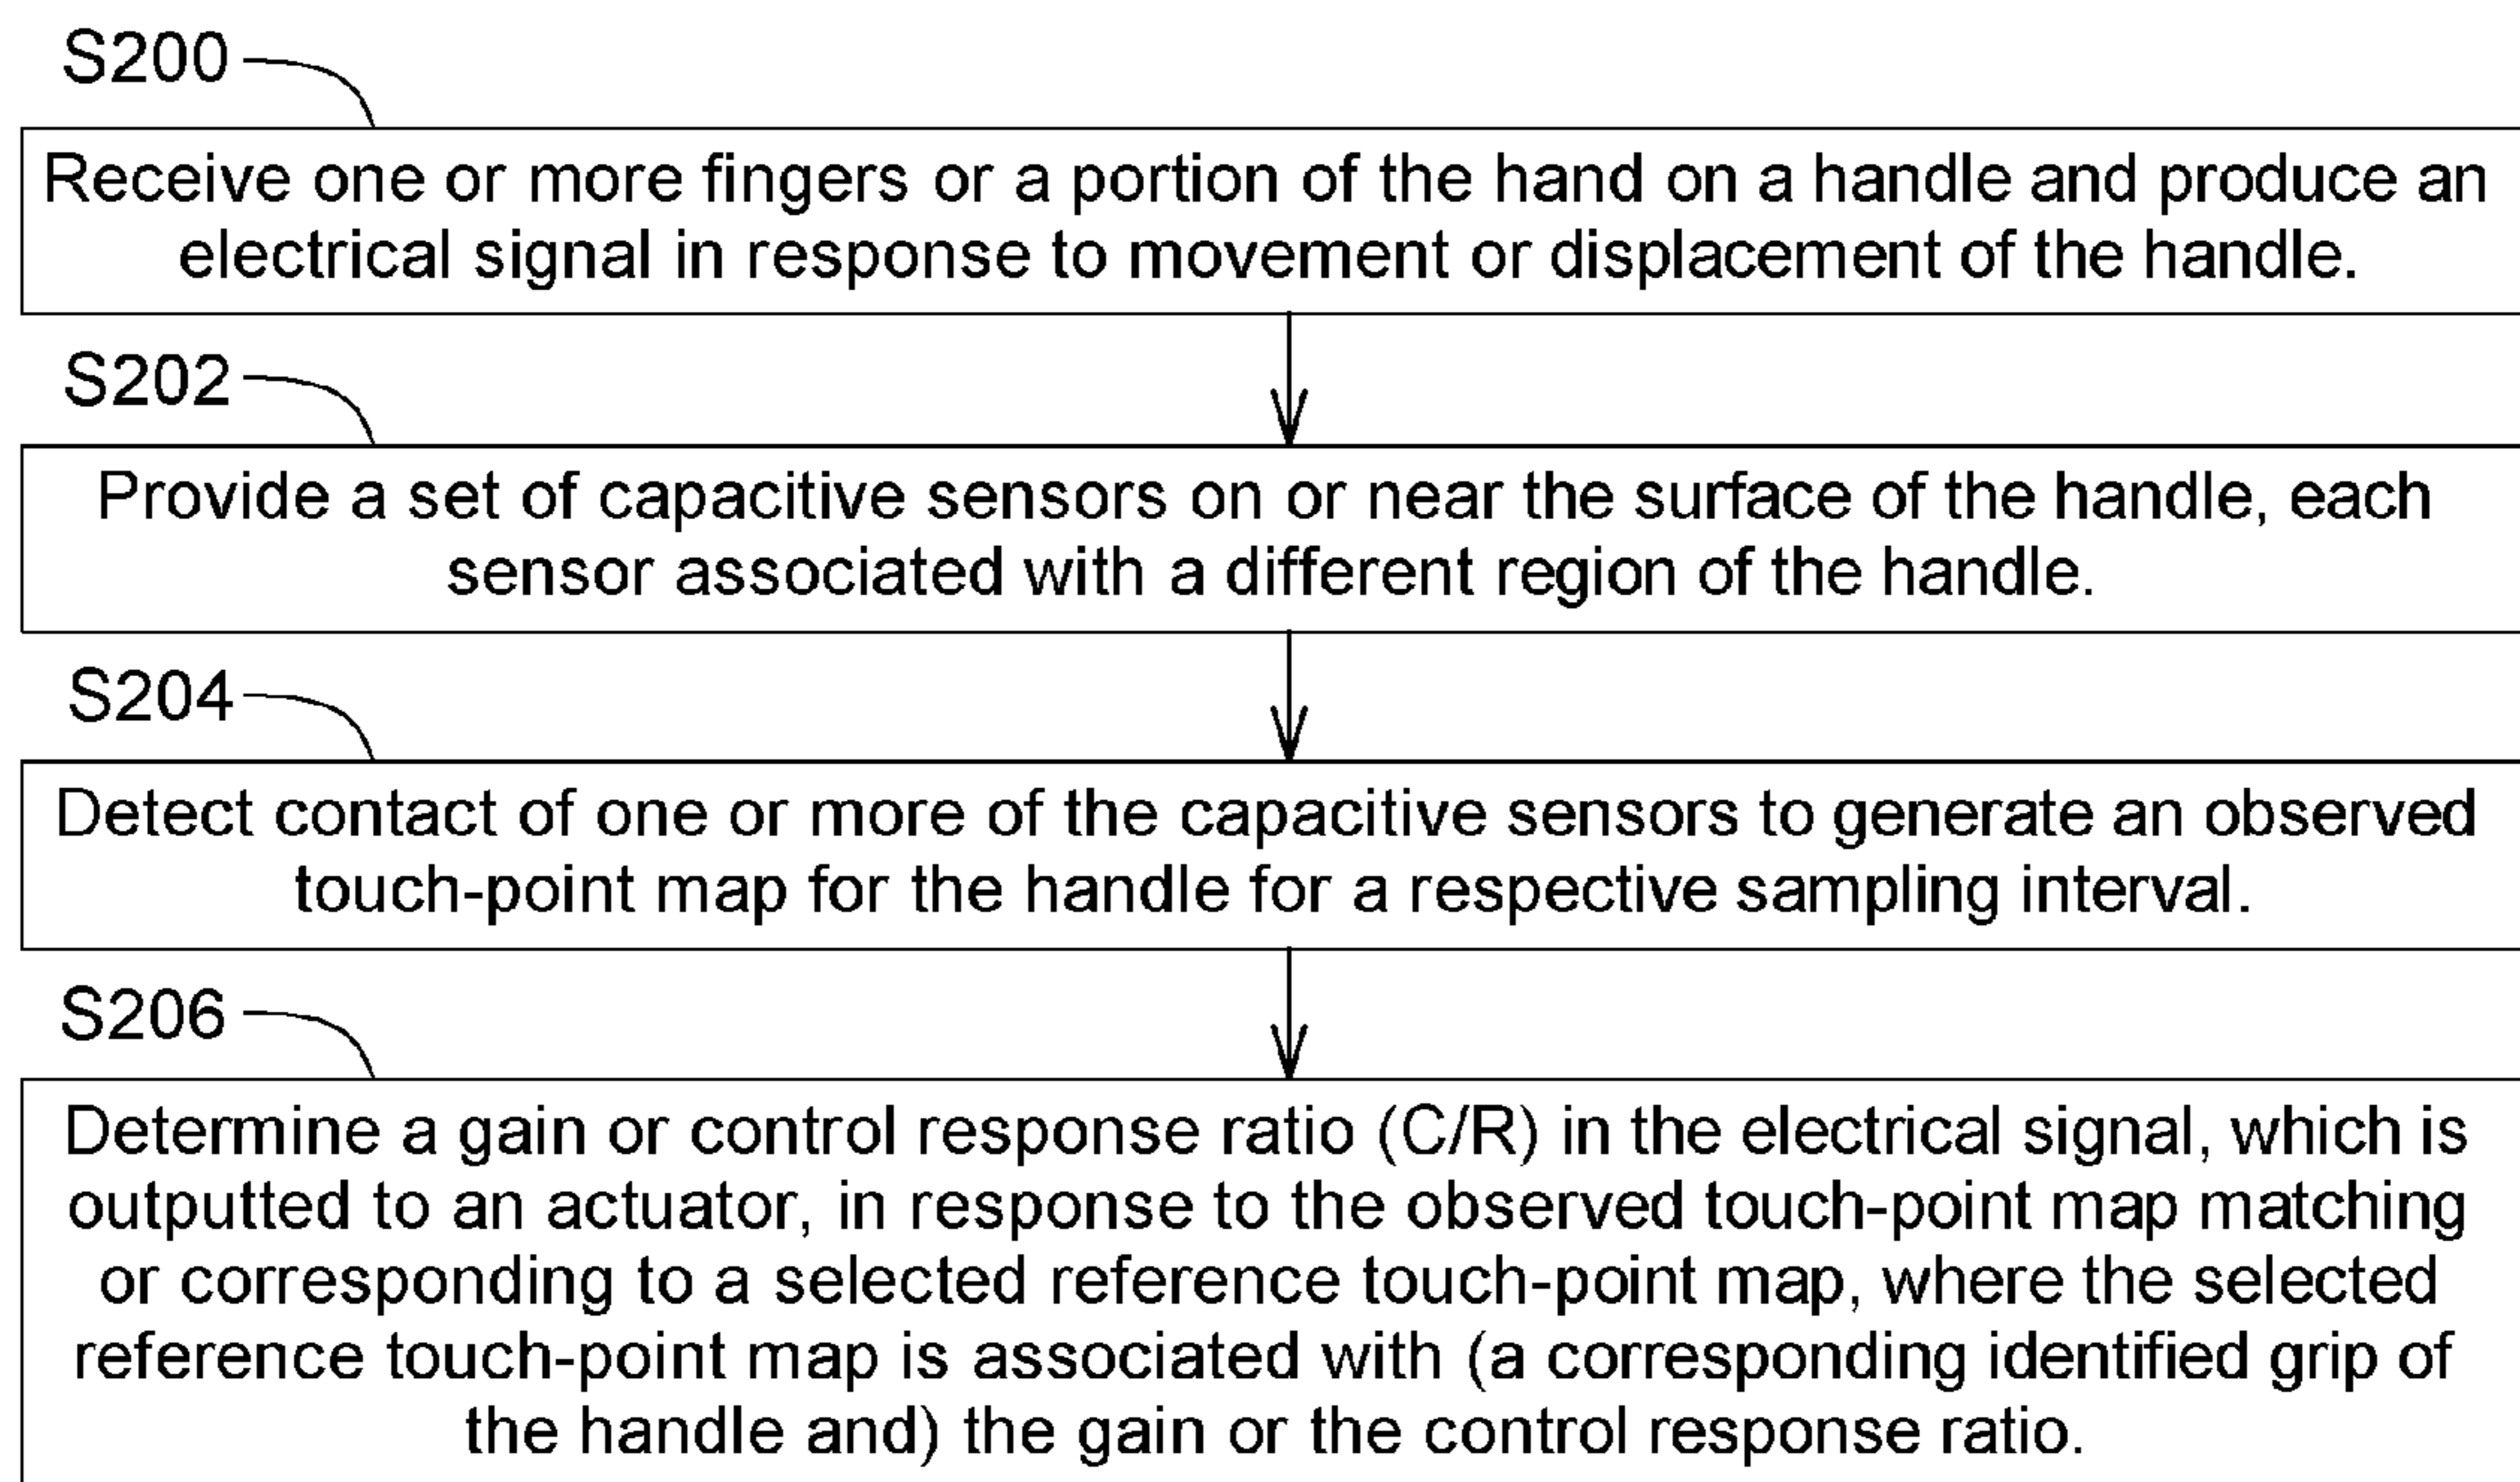 S200
Receive one or more fingers or a portion of the hand on a handle and produce an
electrical signal in response to movement or displacement of the handle.
S202
Provide a set of capacitive sensors on or near the surface of the handle, each
sensor associated with a different region of the handle.
S204
Detect contact of one or more of the capacitive sensors to generate an observed
touch-point map for the handle for a respective sampling interval.
S206
Determine a gain or control response ratio (C/R) in the electrical signal, which is
outputted to an actuator, in response to the observed touch-point map matching
or corresponding to a selected reference touch-point map, where the selected
reference touch-point map is associated with (a corresponding identified grip of
the handle and) the gain or the control response ratio.